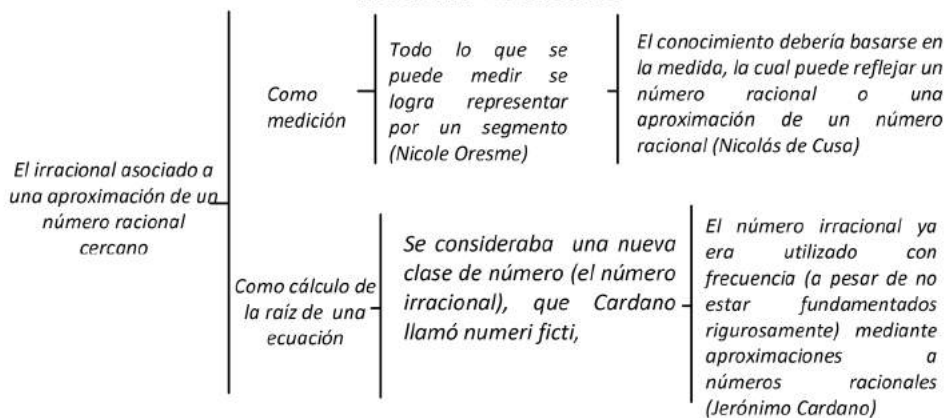 El irracional asociado a
una aproximación de un
número racional
cercano
Como
medición
Todo lo que se
puede medir se
logra representar
por un segmento
(Nicole Oresme)
El conocimiento debería basarse en
la medida, la cual puede reflejar un
número racional o una
aproximación de un número
racional (Nicolás de Cusa)
Como cálculo de
la raíz de una
ecuación
Se consideraba una nueva
clase de número (el número
irracional), que Cardano
llamó numeri ficti,
El número irracional ya
era utilizado con
frecuencia (a pesar de no
estar fundamentados
rigurosamente) mediante
aproximaciones a
números racionales
(Jerónimo Cardano)